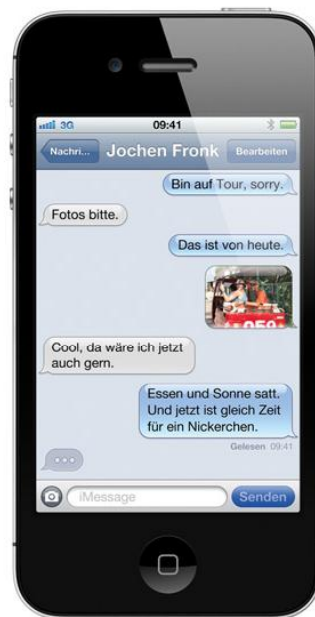 3G 09:41
Nachri... Jochen Fronk Bearbeiten
Bin auf Tour, sorry.
Fotos bitte.
Das ist von heute.
059
Cool, da wäre ich jetzt
auch gern.
Essen und Sonne satt.
Und jetzt ist gleich Zeit
für ein Nickerchen.
Gelesen 09:41
iMessage Senden